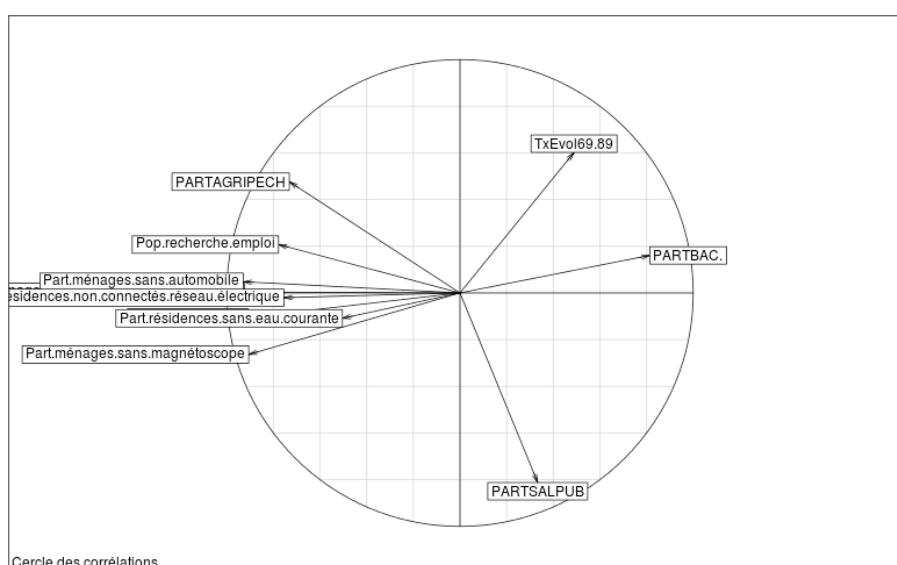 TxEvol69.89
PARTAGRIPECH
Pop.recherche.emploi
PARTBAC.
Part.ménages.sans.automobile
ésidences.non.connectés.réseau.électrique
Part.résidences.sans.eau.courante
Part.ménages.sans.magnétoscope
PARTSALPUB
Cercle des corrélations